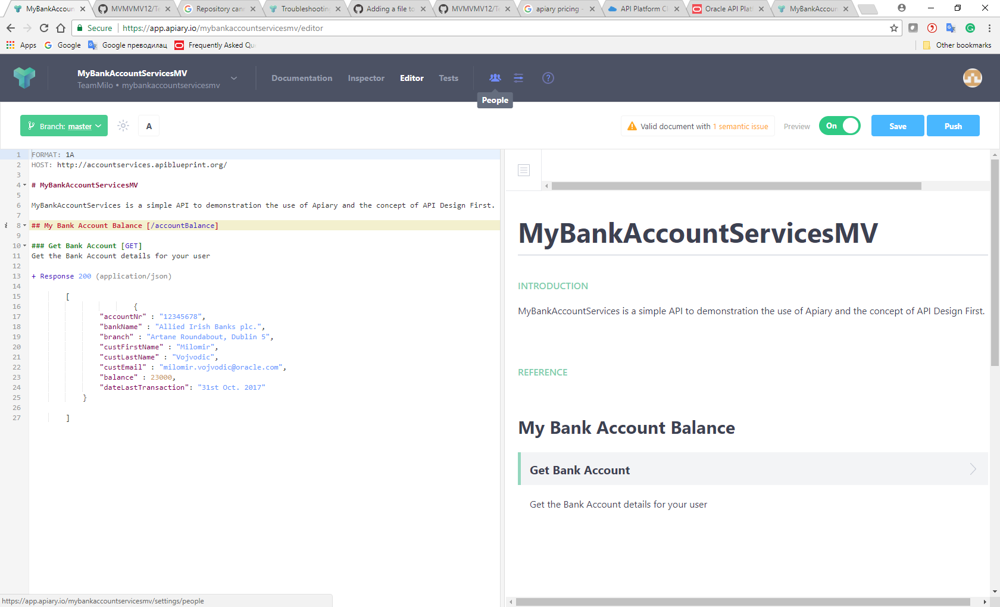 MyBankAccoun
MVMVMV12/Te
Repository cann
Troubleshooting
Adding a file to
MVMVMV12/T
apiary pricing -
API Platform Cl
Oracle API Platf
MyBankAccoun
Secure
https://app.apiary.io/mybankaccountservicesmv/editor
Apps
Google
Google преводилац
Frequently Asked Qu
Other bookmarks
MyBankAccountServicesMV
TeamMilo • mybankaccountservicesmv
Documentation
Inspector
Editor
Tests
?
People
Branch: master
A
Valid document with 1 semantic issue
Preview
On
Save
Push
1 FORMAT: 1A
2 HOST: http://accountservices.apiblueprint.org/
3
4 # MyBankAccountServicesMV
5
6 MyBankAccountServices is a simple API to demonstration the use of Apiary and the concept of API Design First.
7
i 8 ## My Bank Account Balance [/accountBalance]
9
10 ### Get Bank Account [GET]
11 Get the Bank Account details for your user
12
13 + Response 200 (application/json)
14
15 [
16 {
17 "accountNr" : "12345678",
18 "bankName" : "Allied Irish Banks plc.",
19 "branch" : "Artane Roundabout, Dublin 5",
20 "custFirstName" : "Milomir",
21 "custLastName" : "Vojvodic",
22 "custEmail" : "milomir.vojvodic@oracle.com",
23 "balance" : 23000,
24 "dateLastTransaction": "31st Oct. 2017"
25 }
26
27 ]
MyBankAccountServicesMV
INTRODUCTION
MyBankAccountServices is a simple API to demonstration the use of Apiary and the concept of API Design First.
REFERENCE
My Bank Account Balance
Get Bank Account
Get the Bank Account details for your user
https://app.apiary.io/mybankaccountservicesmv/settings/people